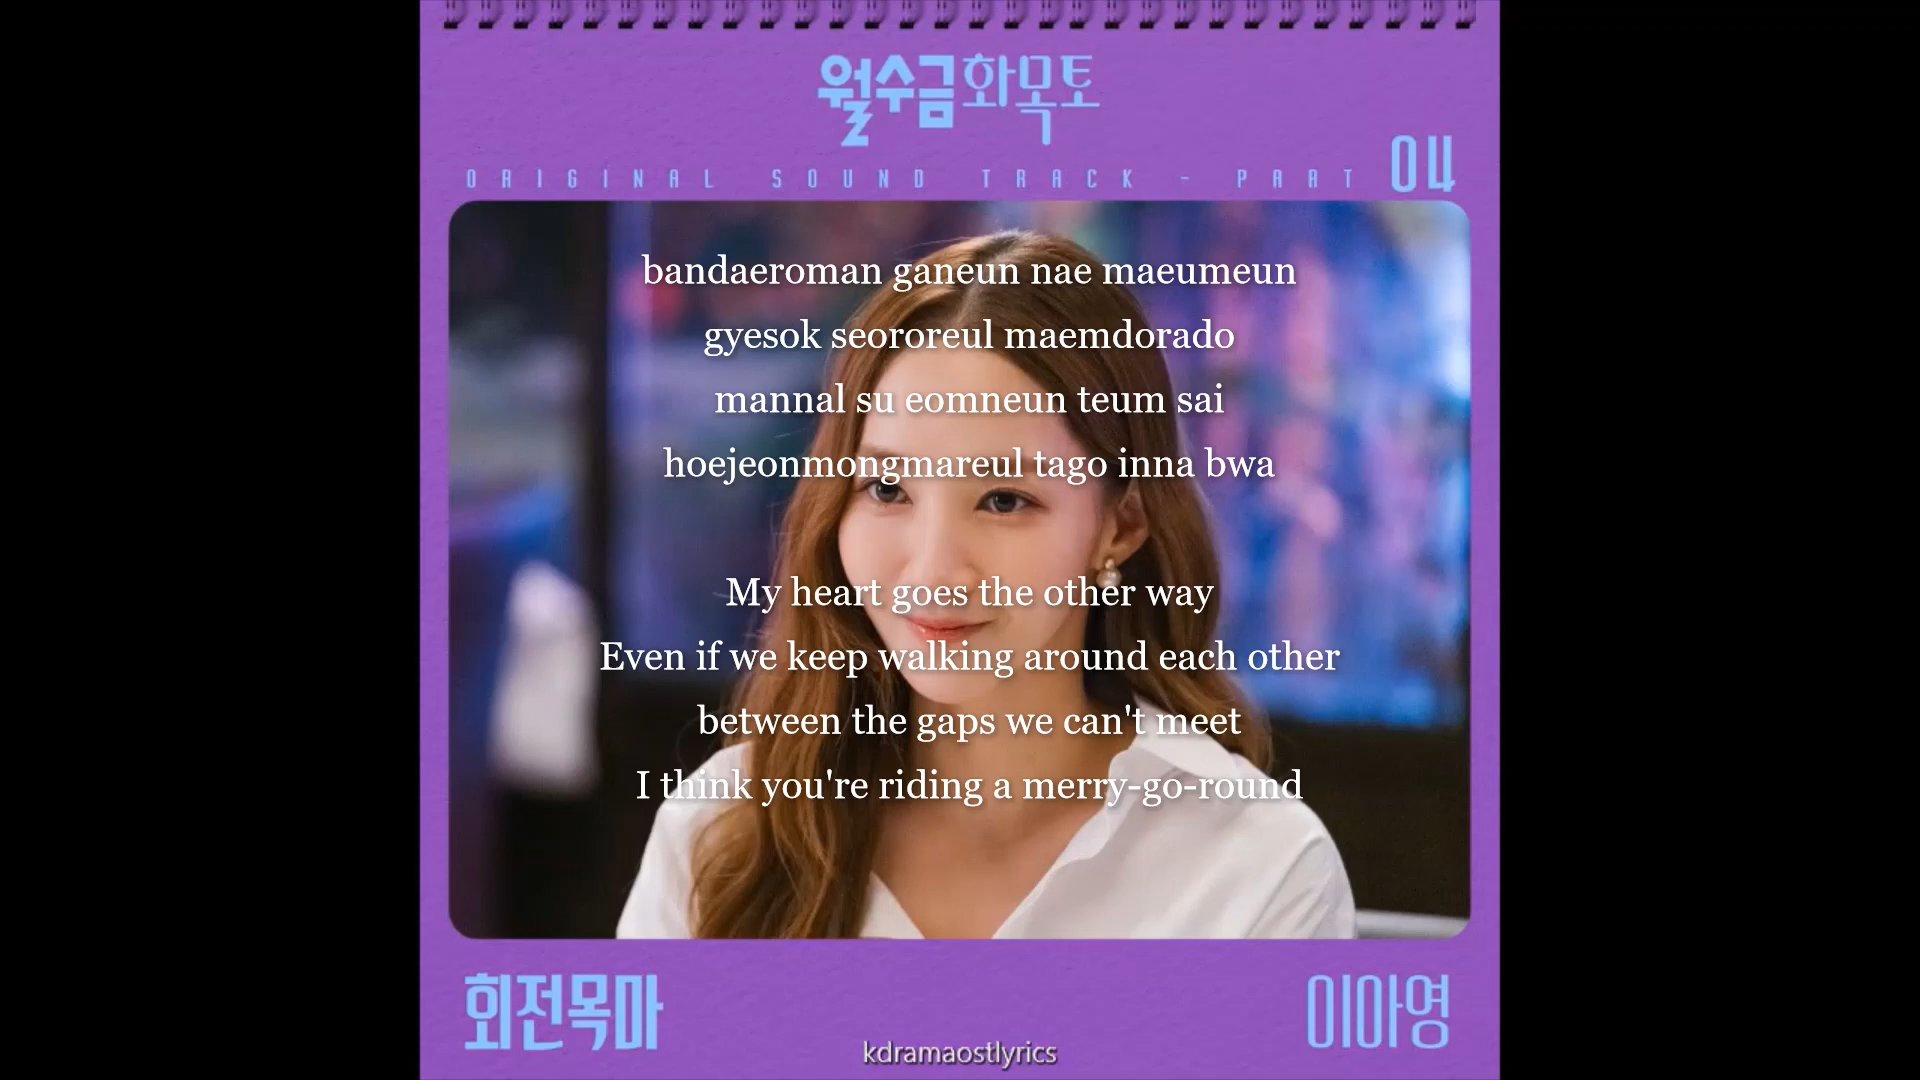 월수금화목토
ORIGINAL SOUND TRACK - PART 04
bandaeroman ganeun nae maeumeun
gyesok seororeul maemdorado
mannal su eomneun teum sai
hoejeonmongmareul tago inna bwa
My heart goes the other way
Even if we keep walking around each other
between the gaps we can't meet
I think you're riding a merry-go-round
회전목마
이아영
kdramaostlyrics